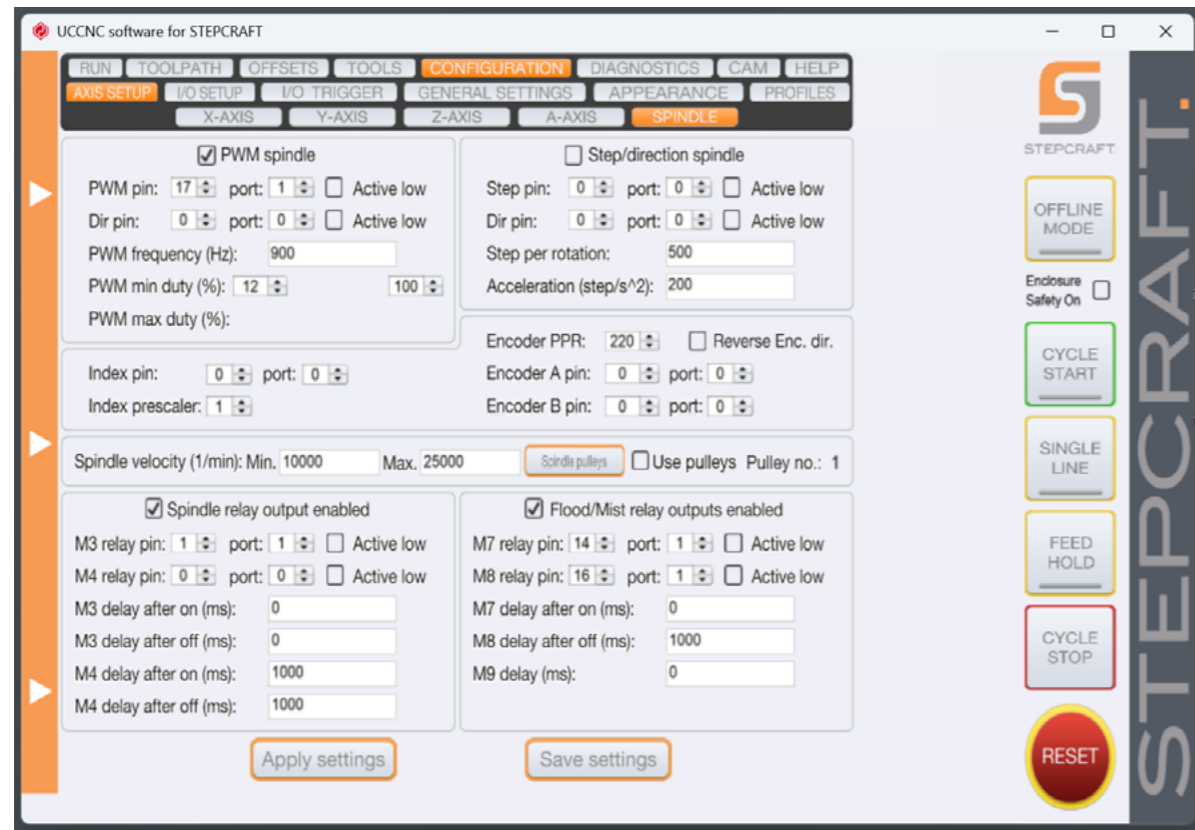 UCCNC software for STEPCRAFT
RUN TOOLPATH OFFSETS TOOLS CONFIGURATION DIAGNOSTICS CAM HELP
AXIS SETUP I/O SETUP I/O TRIGGER GENERAL SETTINGS APPEARANCE PROFILES
X-AXIS Y-AXIS Z-AXIS A-AXIS SPINDLE
PWM spindle
PWM pin: 17 port: 1 Active low
Dir pin: 0 port: 0 Active low
PWM frequency (Hz): 900
PWM min duty (%): 12 100
PWM max duty (%):
Step/direction spindle
Step pin: 0 port: 0 Active low
Dir pin: 0 port: 0 Active low
Step per rotation: 500
Acceleration (step/s^2): 200
Index pin: 0 port: 0
Index prescaler: 1
Encoder PPR: 220 Reverse Enc. dir.
Encoder A pin: 0 port: 0
Encoder B pin: 0 port: 0
Spindle velocity (1/min): Min. 10000 Max. 25000 Spindle pulleys Use pulleys Pulley no.: 1
Spindle relay output enabled
M3 relay pin: 1 port: 1 Active low
M4 relay pin: 0 port: 0 Active low
M3 delay after on (ms): 0
M3 delay after off (ms): 0
M4 delay after on (ms): 1000
M4 delay after off (ms): 1000
Flood/Mist relay outputs enabled
M7 relay pin: 14 port: 1 Active low
M8 relay pin: 16 port: 1 Active low
M7 delay after on (ms): 0
M8 delay after off (ms): 1000
M9 delay (ms): 0
Apply settings Save settings
STEPCRAFT.
OFFLINE
MODE
Enclosure
Safety On
CYCLE
START
SINGLE
LINE
FEED
HOLD
CYCLE
STOP
RESET
STEPCRAFT.